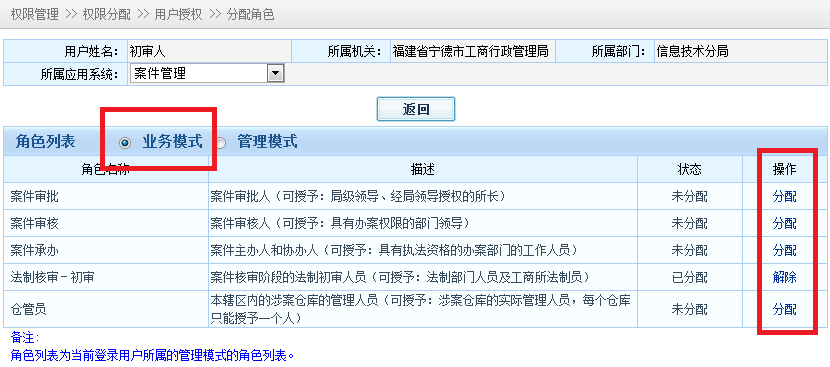 权限管理 >> 权限分配 >> 用户授权 >> 分配角色
用户姓名： 初审人 所属机关： 福建省宁德市工商行政管理局 所属部门： 信息技术分局
所属应用系统： 案件管理
返回
角色列表 业务模式 管理模式
角色名称 描述 状态 操作
案件审批 案件审批人（可授予：局级领导、经局领导授权的所长） 未分配 分配
案件审核 案件审核人（可授予：具有办案权限的部门领导） 未分配 分配
案件承办 案件主办人和协办人（可授予：具有执法资格的办案部门的工作人员） 未分配 分配
法制核审－初审 案件核审阶段的法制初审人员（可授予：法制部门人员及工商所法制员） 已分配 解除
仓管员 本辖区内的涉案仓库的管理人员（可授予：涉案仓库的实际管理人员，每个仓库 未分配 分配
只能授予一个人）
备注：
角色列表为当前登录用户所属的管理模式的角色列表。